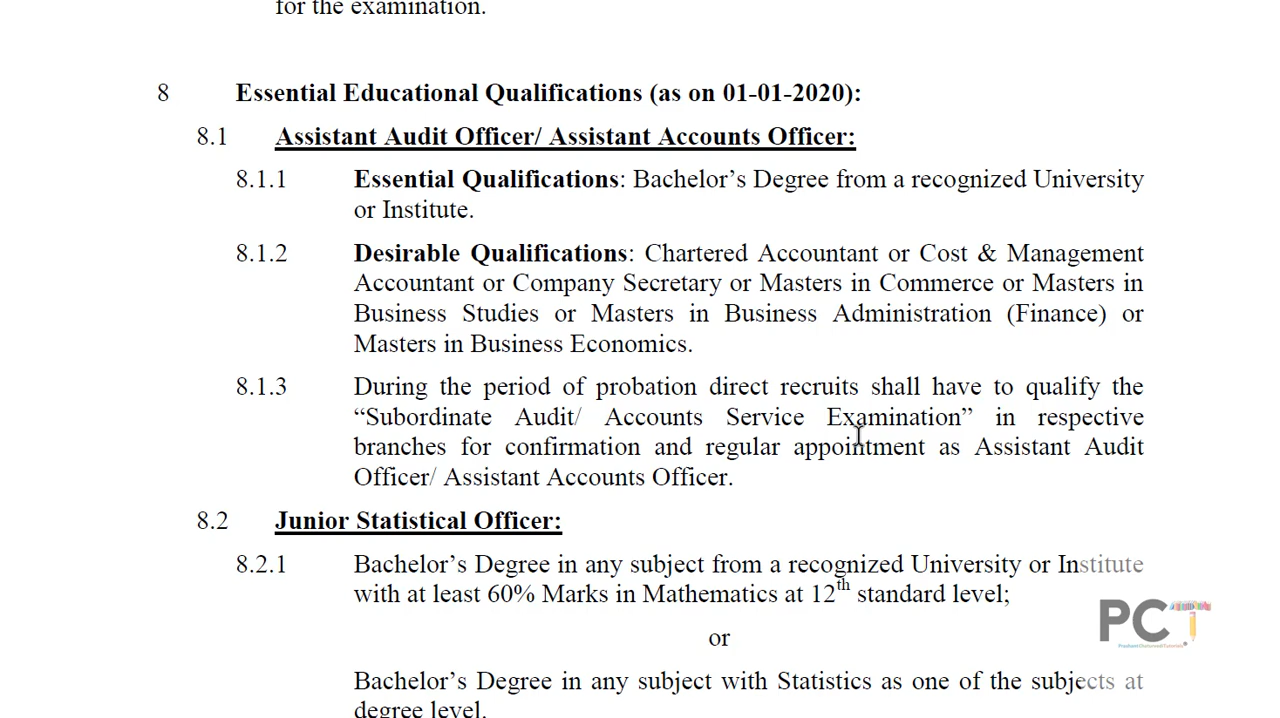 for the examination.
8 Essential Educational Qualifications (as on 01-01-2020):
8.1 Assistant Audit Officer/ Assistant Accounts Officer:
8.1.1 Essential Qualifications: Bachelor’s Degree from a recognized University
or Institute.
8.1.2 Desirable Qualifications: Chartered Accountant or Cost & Management
Accountant or Company Secretary or Masters in Commerce or Masters in
Business Studies or Masters in Business Administration (Finance) or
Masters in Business Economics.
8.1.3 During the period of probation direct recruits shall have to qualify the
“Subordinate Audit/ Accounts Service Examination” in respective
branches for confirmation and regular appointment as Assistant Audit
Officer/ Assistant Accounts Officer.
8.2 Junior Statistical Officer:
8.2.1 Bachelor’s Degree in any subject from a recognized University or Institute
with at least 60% Marks in Mathematics at 12th standard level;
or
Bachelor’s Degree in any subject with Statistics as one of the subjects at
degree level.
PCT